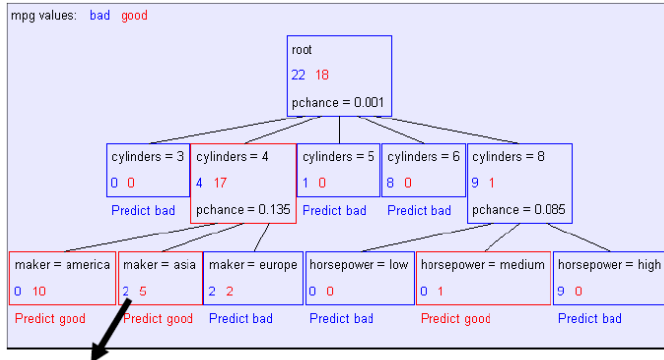 mpg values: bad good
root
22 18
pchance = 0.001
cylinders = 3 cylinders = 4 cylinders = 5 cylinders = 6 cylinders = 8
0 0 4 17 1 0 8 0 9 1
Predict bad pchance = 0.135 Predict bad Predict bad pchance = 0.085
maker = america maker = asia maker = europe horsepower = low horsepower = medium horsepower = high
0 10 2 5 2 2 0 0 0 1 9 0
Predict good Predict good Predict bad Predict bad Predict good Predict bad